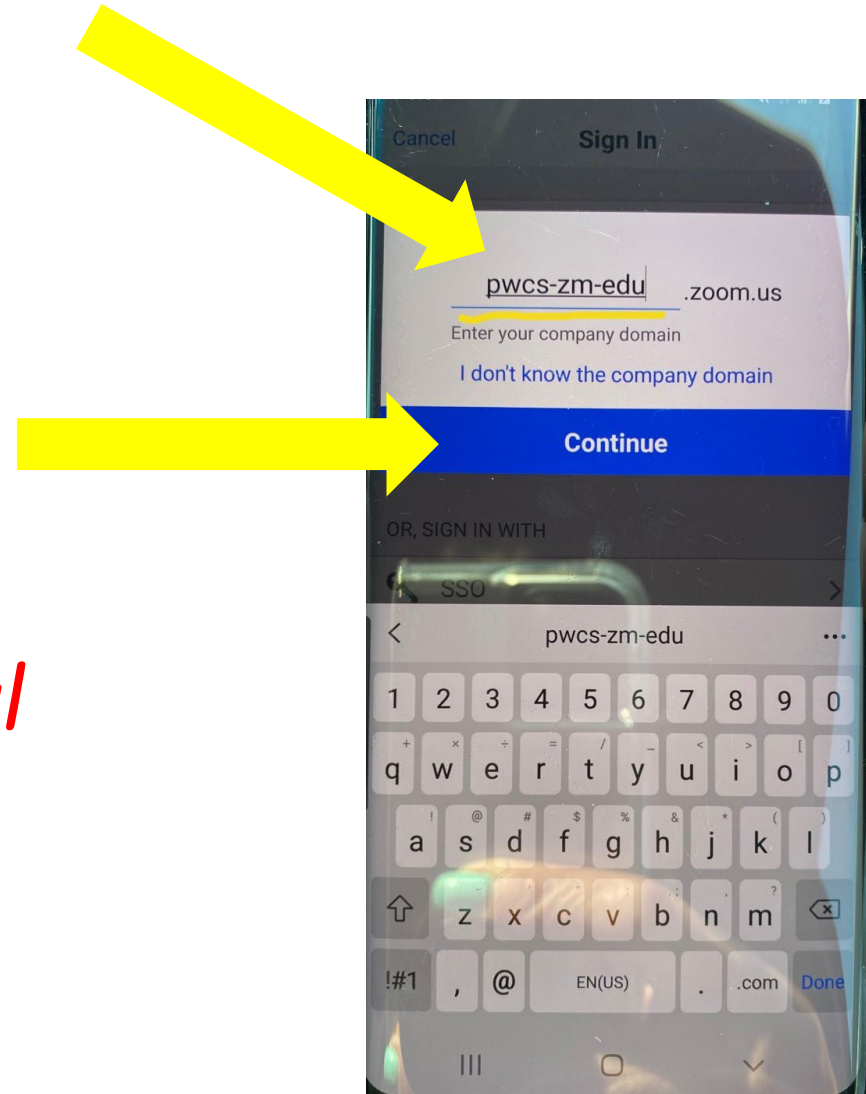 Cancel Sign In
pwcs-zm-edu .zoom.us
Enter your company domain
I don't know the company domain
Continue
OR, SIGN IN WITH
SSO
pwcs-zm-edu
1 2 3 4 5 6 7 8 9 0
+ × ÷ = / _ < > [ ]
q w e r t y u i o p
! @ # $ % & * ( )
a s d f g h j k l
z x c v b n m
!#1 , @ EN(US) . .com Done